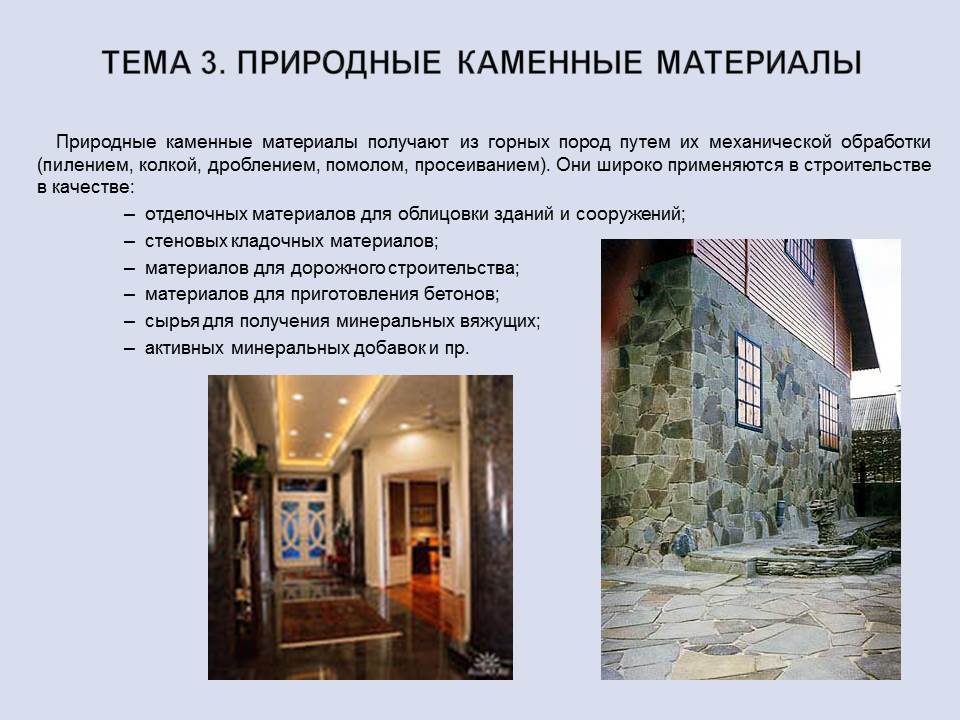 ТЕМА 3. ПРИРОДНЫЕ КАМЕННЫЕ МАТЕРИАЛЫ
Природные каменные материалы получают из горных пород путем их механической обработки
(пилением, колкой, дроблением, помолом, просеиванием). Они широко применяются в строительстве
в качестве:
– отделочных материалов для облицовки зданий и сооружений;
– стеновых кладочных материалов;
– материалов для дорожного строительства;
– материалов для приготовления бетонов;
– сырья для получения минеральных вяжущих;
– активных минеральных добавок и пр.